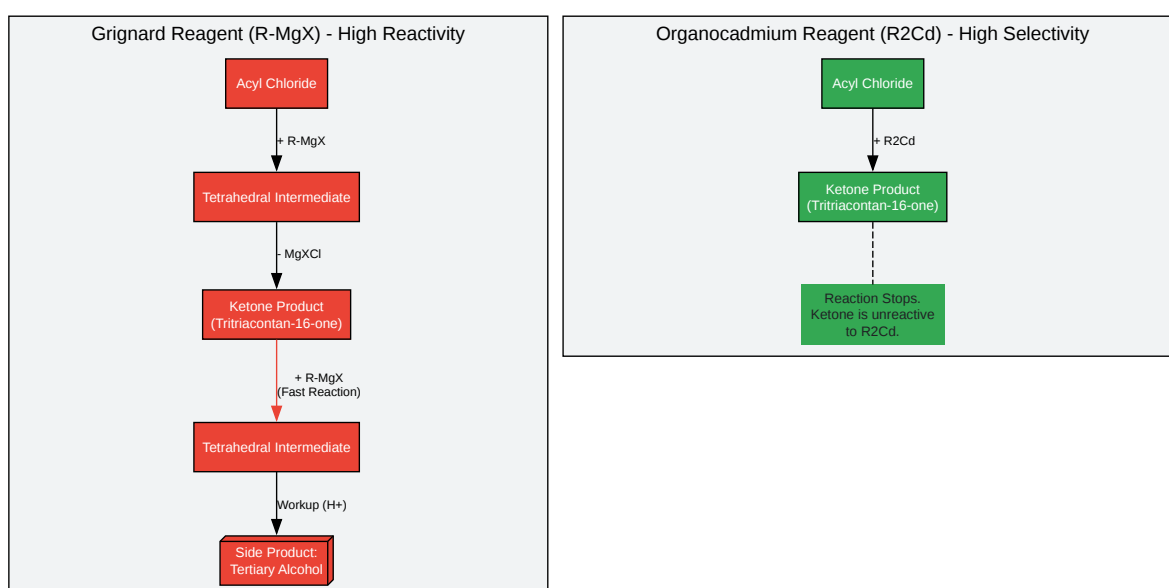 Grignard Reagent (R-MgX) - High Reactivity
Acyl Chloride
+ R-MgX
Tetrahedral Intermediate
- MgXCl
Ketone Product
(Tritriacontan-16-one)
+ R-MgX
(Fast Reaction)
Tetrahedral Intermediate
Workup (H+)
Side Product:
Tertiary Alcohol
Organocadmium Reagent (R2Cd) - High Selectivity
Acyl Chloride
+ R2Cd
Ketone Product
(Tritriacontan-16-one)
Reaction Stops.
Ketone is unreactive
to R2Cd.